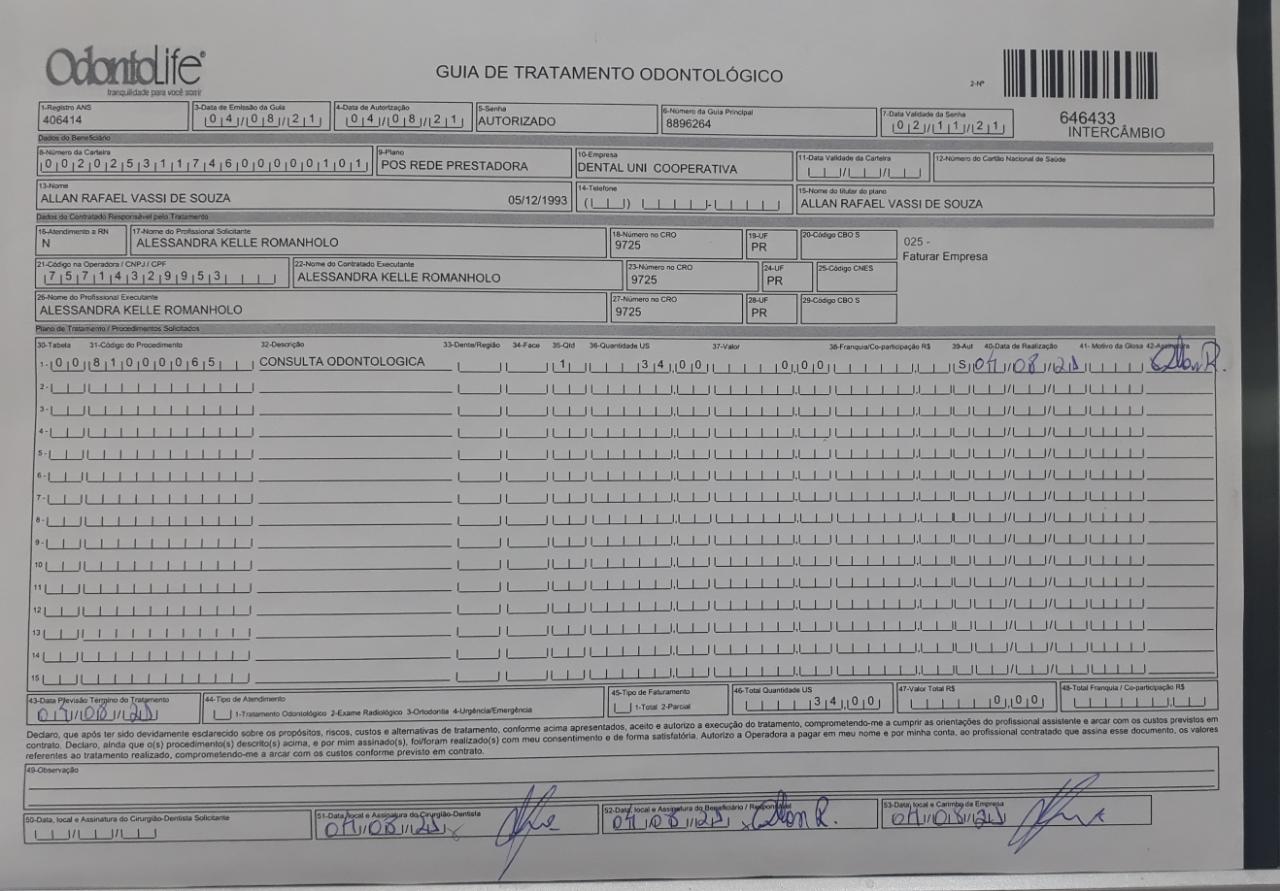 OdontoLife®
tranquilidade para você sorrir
GUIA DE TRATAMENTO ODONTOLÓGICO
2-Nº
646433
INTERCÂMBIO
1-Registro ANS
406414
3-Data de Emissão da Guia
04/08/21
4-Data de Autorização
04/08/21
5-Senha
AUTORIZADO
6-Número da Guia Principal
8896264
7-Data Validade da Senha
02/11/21
Dados do Beneficiário
8-Número da Carteira
00202531174600000101
9-Plano
POS REDE PRESTADORA
10-Empresa
DENTAL UNI COOPERATIVA
11-Data Validade da Carteira
12-Número do Cartão Nacional de Saúde
13-Nome
ALLAN RAFAEL VASSI DE SOUZA 05/12/1993
14-Telefone
15-Nome do titular do plano
ALLAN RAFAEL VASSI DE SOUZA
Dados do Contratado Responsável pelo Tratamento
16-Atendimento a RN
N
17-Nome do Profissional Solicitante
ALESSANDRA KELLE ROMANHOLO
18-Número no CRO
9725
19-UF
PR
20-Código CBO S
025 -
Faturar Empresa
21-Código na Operadora / CNPJ / CPF
75714329953
22-Nome do Contratado Executante
ALESSANDRA KELLE ROMANHOLO
23-Número no CRO
9725
24-UF
PR
25-Código CNES
26-Nome do Profissional Executante
ALESSANDRA KELLE ROMANHOLO
27-Número no CRO
9725
28-UF
PR
29-Código CBO S
Plano de Tratamento / Procedimentos Solicitados
30-Tabela 31-Código do Procedimento 32-Descrição 33-Dente/Região 34-Face 35-Qtd 36-Quantidade US 37-Valor 38-Franquia/Co-participação R$ 39-Aut 40-Data de Realização 41- Motivo da Glosa 42-Assinatura
1- 00 81000065 CONSULTA ODONTOLOGICA 1 34,00 0,00 S 04/08/21 Allan R.
2-
3-
4-
5-
6-
7-
8-
9-
10
11
12
13
14
15
43-Data Previsão Término do Tratamento
04/08/21
44-Tipo de Atendimento
1-Tratamento Odontológico 2-Exame Radiológico 3-Ortodontia 4-Urgência/Emergência
45-Tipo de Faturamento
1-Total 2-Parcial
46-Total Quantidade US
34,00
47-Valor Total R$
0,00
48-Total Franquia / Co-participação R$
Declaro, que após ter sido devidamente esclarecido sobre os propósitos, riscos, custos e alternativas de tratamento, conforme acima apresentados, aceito e autorizo a execução do tratamento, comprometendo-me a cumprir as orientações do profissional assistente e arcar com os custos previstos em
contrato. Declaro, ainda que o(s) procedimento(s) descrito(s) acima, e por mim assinado(s), foi/foram realizado(s) com meu consentimento e de forma satisfatória. Autorizo a Operadora a pagar em meu nome e por minha conta, ao profissional contratado que assina esse documento, os valores
referentes ao tratamento realizado, comprometendo-me a arcar com os custos conforme previsto em contrato.
49-Observação
50-Data, local e Assinatura do Cirurgião-Dentista Solicitante
51-Data, local e Assinatura do Cirurgião-Dentista
04/08/21
52-Data, local e Assinatura do Beneficiário / Responsável
04/08/21 Allan R.
53-Data, local e Carimbo da Empresa
04/08/21